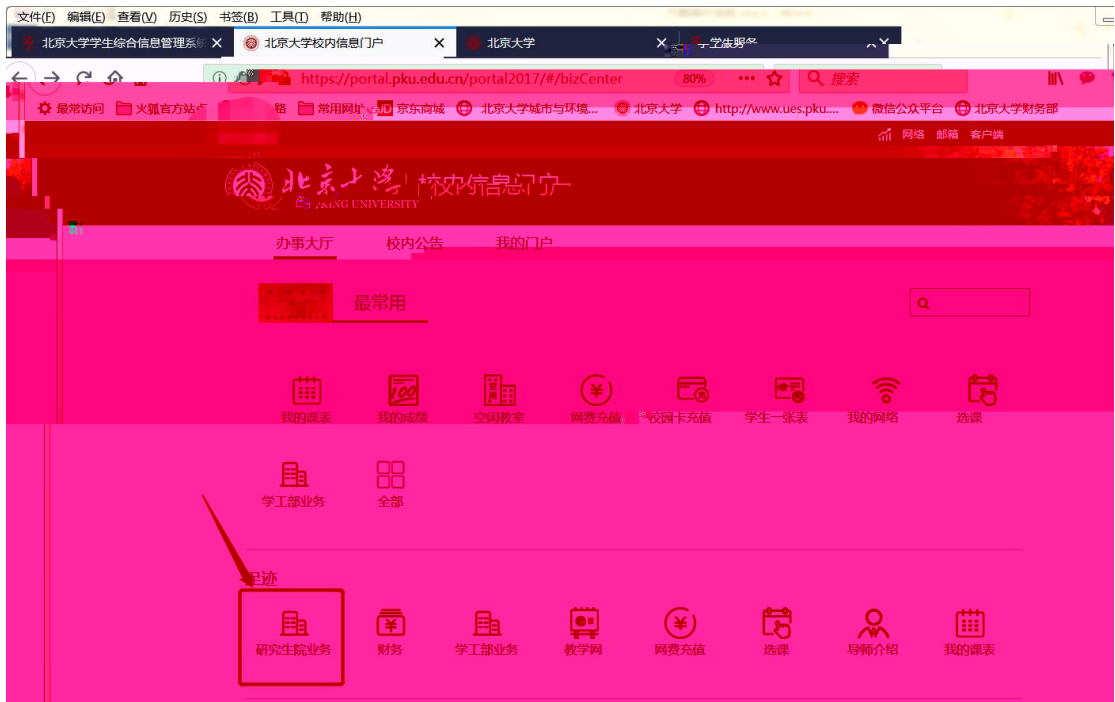 文件(F) 编辑(E) 查看(V) 历史(S) 书签(B) 工具(T) 帮助(H)
北京大学学生综合信息管理系统 北京大学校内信息门户 北京大学
https://portal.pku.edu.cn/portal2017/#/bizCenter 80% 搜索
最常访问 火狐官方站点 常用网址 JD 京东商城 北京大学城市与环境... 北京大学 http://www.ues.pku.... 微信公众平台 北京大学财务部
网络 邮箱 客户端
北京大学 校内信息门户
UNIVERSITY
办事大厅 校内公告 我的门户
最常用
我的课表 我的成绩 空闲教室 网费充值 校园卡充值 学生一张表 我的网络 选课
学工部业务 全部
足迹
研究生院业务 财务 学工部业务 教学网 网费充值 选课 导师介绍 我的课表